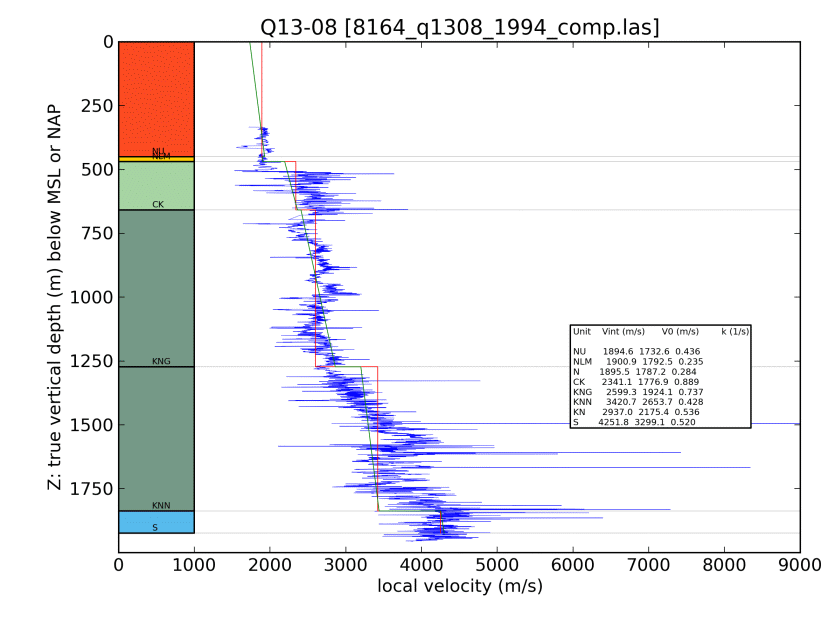 Q13-08 [8164_q1308_1994_comp.las]
0
250
500
750
1000
1250
1500
1750
Z: true vertical depth (m) below MSL or NAP
NU
NLM
CK
KNG
KNN
S
Unit Vint (m/s) V0 (m/s) k (1/s)
NU 1894.6 1732.6 0.436
NLM 1900.9 1792.5 0.235
N 1895.5 1787.2 0.284
CK 2341.1 1776.9 0.889
KNG 2599.3 1924.1 0.737
KNN 3420.7 2653.7 0.428
KN 2937.0 2175.4 0.536
S 4251.8 3299.1 0.520
0 1000 2000 3000 4000 5000 6000 7000 8000 9000
local velocity (m/s)